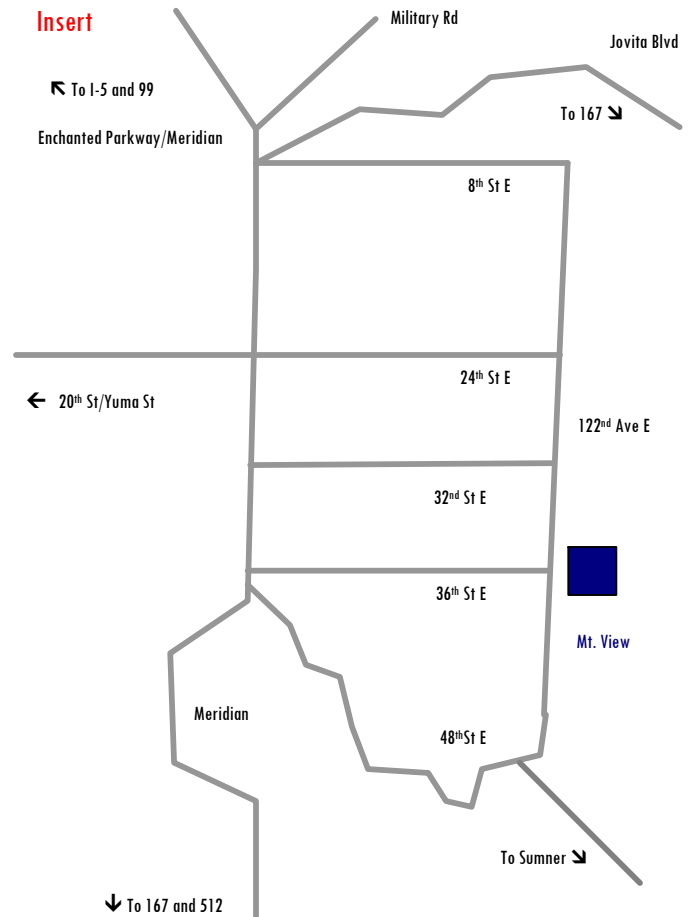 Insert
Military Rd
Jovita Blvd
↖ To I-5 and 99
To 167 ↘
Enchanted Parkway/Meridian
8th St E
24th St E
← 20th St/Yuma St
122nd Ave E
32nd St E
36th St E
Mt. View
Meridian
48thSt E
To Sumner ↘
↓ To 167 and 512